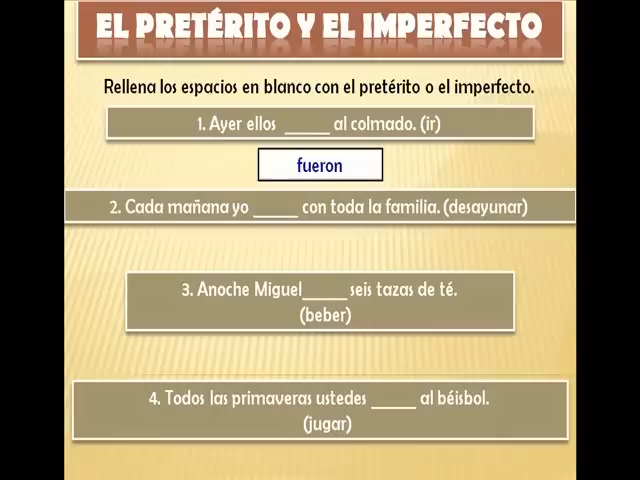 EL PRETÉRITO Y EL IMPERFECTO
Rellena los espacios en blanco con el pretérito o el imperfecto.
1. Ayer ellos _____ al colmado. (ir)
fueron
2. Cada mañana yo _____ con toda la familia. (desayunar)
3. Anoche Miguel_____ seis tazas de té.
(beber)
4. Todos las primaveras ustedes _____ al béisbol.
(jugar)